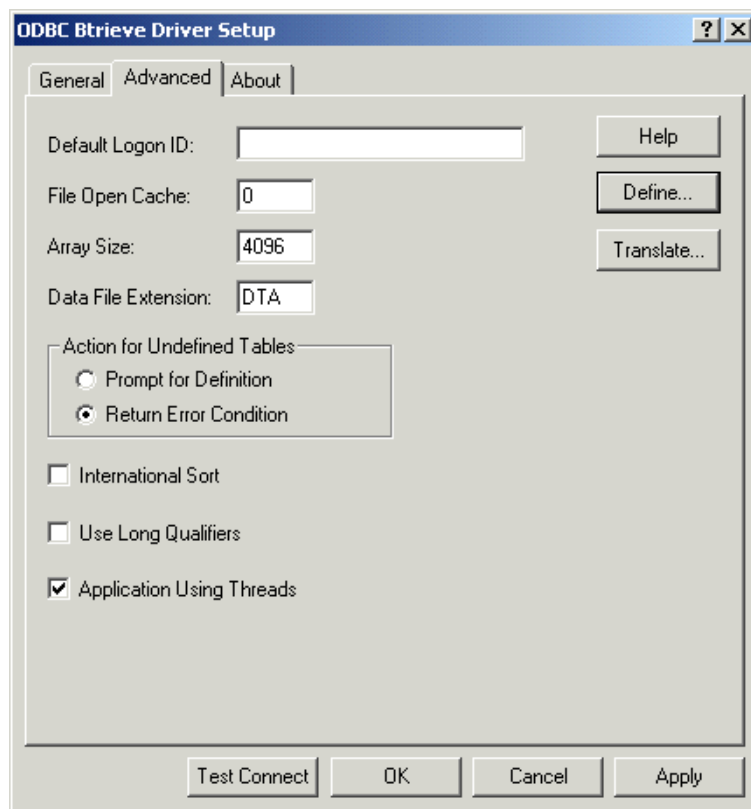 ODBC Btrieve Driver Setup
General Advanced About
Default Logon ID: Help
File Open Cache: 0 Define...
Array Size: 4096 Translate...
Data File Extension: DTA
Action for Undefined Tables
Prompt for Definition
Return Error Condition
International Sort
Use Long Qualifiers
Application Using Threads
Test Connect OK Cancel Apply